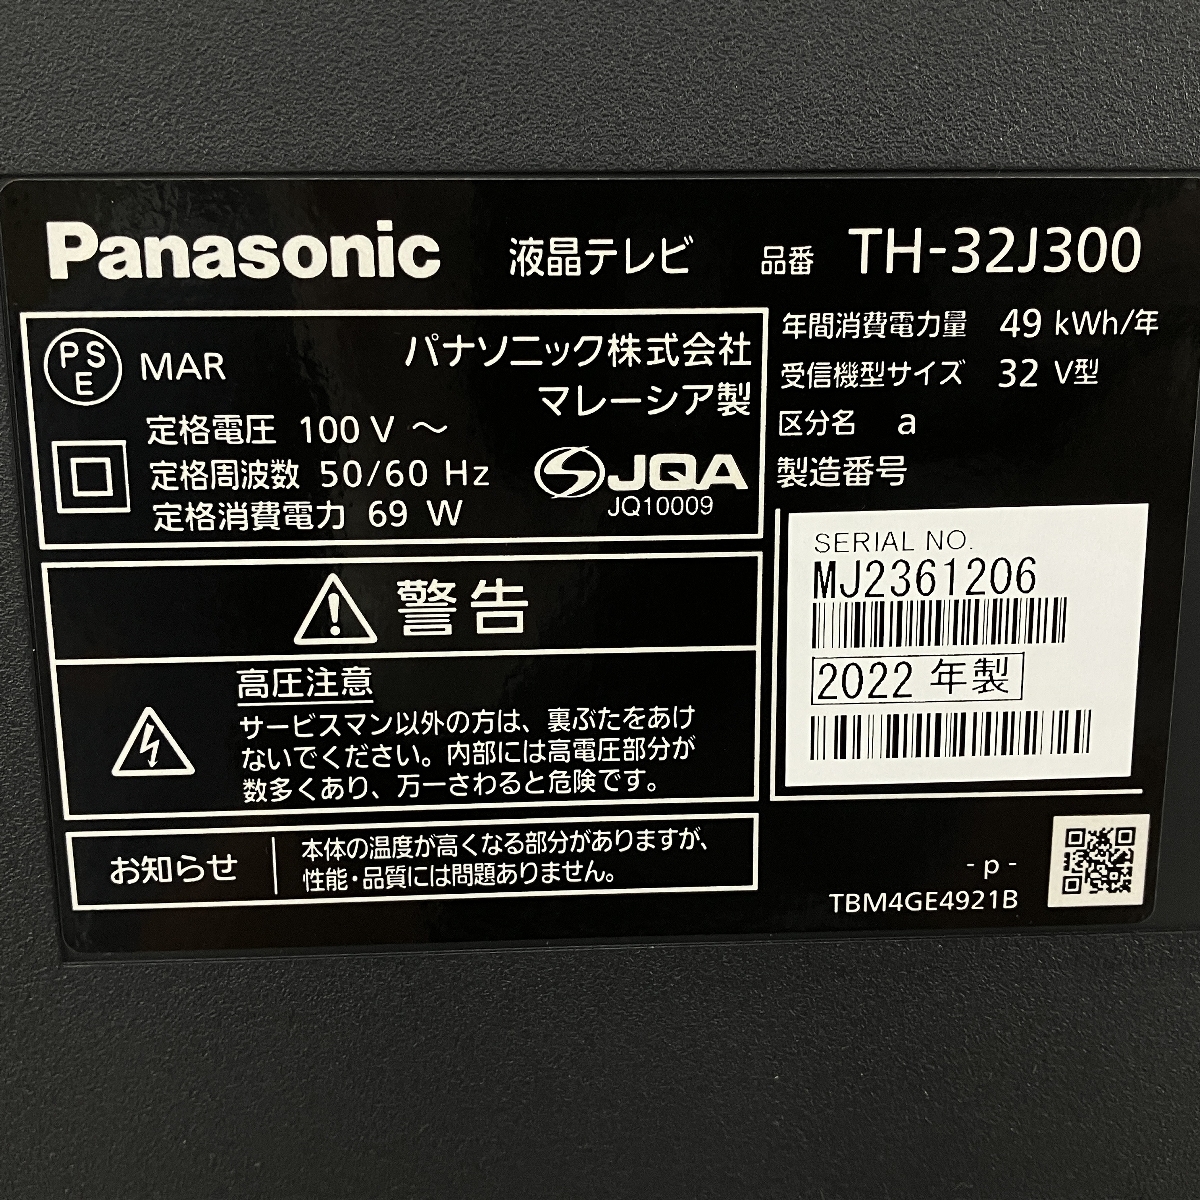 Panasonic 液晶テレビ 品番 TH-32J300
PSE MAR
パナソニック株式会社
マレーシア製
定格電圧 100 V ～
定格周波数 50/60 Hz
定格消費電力 69 W
JQA
JQ10009
年間消費電力量 49 kWh/年
受信機型サイズ 32 V型
区分名 a
製造番号
SERIAL NO.
MJ2361206
2022 年製
警告
高圧注意
サービスマン以外の方は、裏ぶたをあけ
ないでください。内部には高電圧部分が
数多くあり、万一さわると危険です。
お知らせ
本体の温度が高くなる部分がありますが、
性能・品質には問題ありません。
- p -
TBM4GE4921B